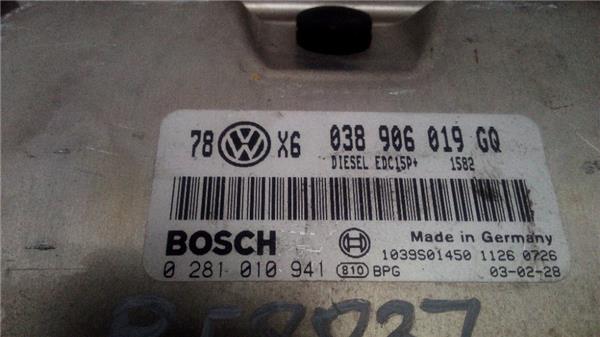 78 VW X6 038 906 019 GQ
DIESEL EDC15P+ 1582
BOSCH Made in Germany
1039S01450 1126 0726
0 281 010 941 810 BPG 03-02-28